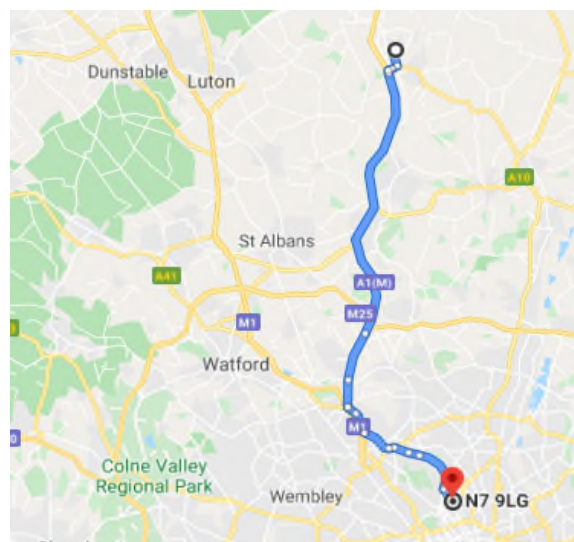 Dunstable
Luton
A10
St Albans
A41
A1(M)
M25
M1
Watford
M1
Colne Valley
Regional Park
Wembley
N7 9LG